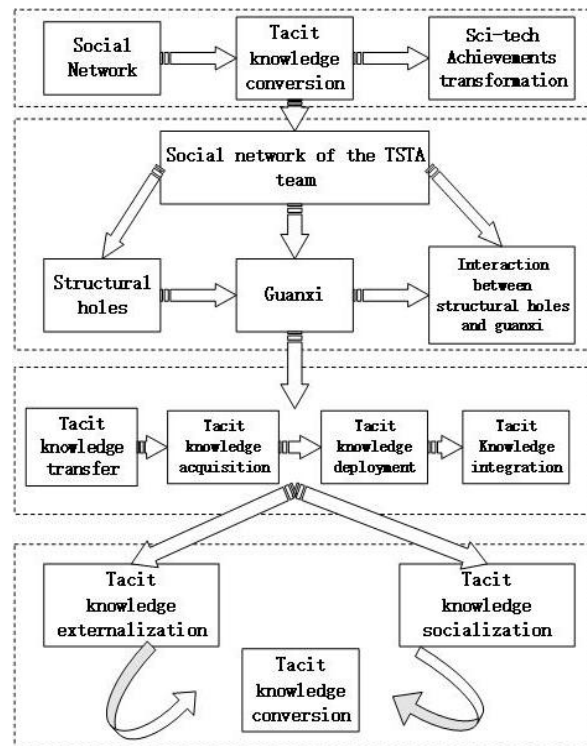 Social
Network
Tacit
knowledge
conversion
Sci-tech
Achievements
transformation
Social network of the TSTA
team
Structural
holes
Guanxi
Interaction
between
structural holes
and guanxi
Tacit
knowledge
transfer
Tacit
knowledge
acquisition
Tacit
knowledge
deployment
Tacit
Knowledge
integration
Tacit
knowledge
externalization
Tacit
knowledge
socialization
Tacit
knowledge
conversion